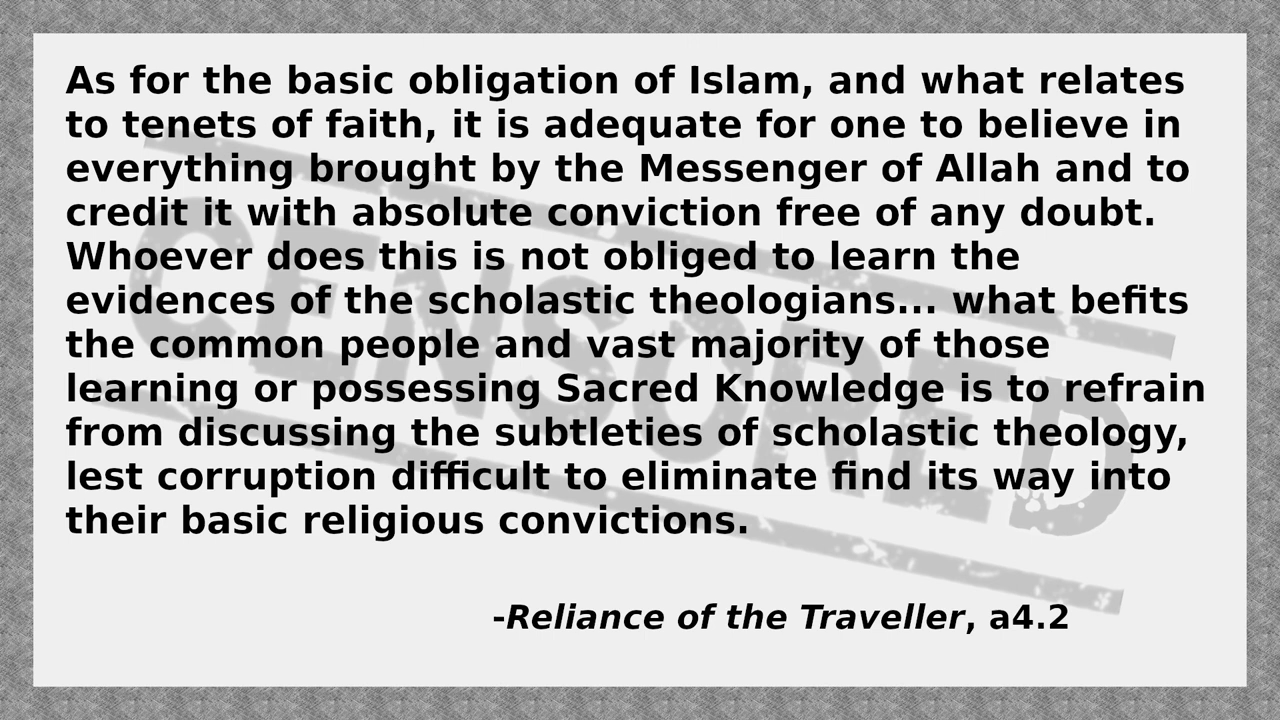 As for the basic obligation of Islam, and what relates
to tenets of faith, it is adequate for one to believe in
everything brought by the Messenger of Allah and to
credit it with absolute conviction free of any doubt.
Whoever does this is not obliged to learn the
evidences of the scholastic theologians... what befits
the common people and vast majority of those
learning or possessing Sacred Knowledge is to refrain
from discussing the subtleties of scholastic theology,
lest corruption difficult to eliminate find its way into
their basic religious convictions.
-Reliance of the Traveller, a4.2
CENSORED